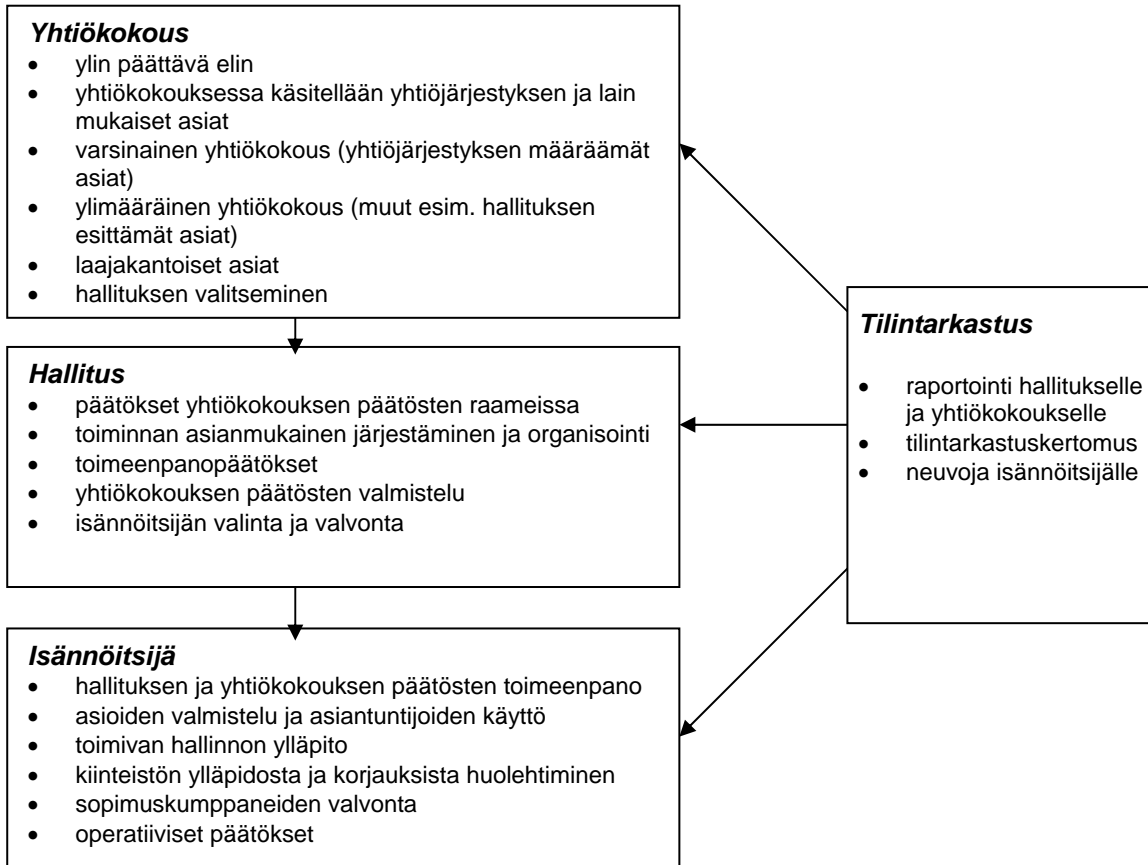 Yhtiökokous
• ylin päättävä elin
• yhtiökokouksessa käsitellään yhtiöjärjestyksen ja lain
mukaiset asiat
• varsinainen yhtiökokous (yhtiöjärjestyksen määräämät
asiat)
• ylimääräinen yhtiökokous (muut esim. hallituksen
esittämät asiat)
• laajakantoiset asiat
• hallituksen valitseminen
Hallitus
• päätökset yhtiökokouksen päätösten raameissa
• toiminnan asianmukainen järjestäminen ja organisointi
• toimeenpanopäätökset
• yhtiökokouksen päätösten valmistelu
• isännöitsijän valinta ja valvonta
Isännöitsijä
• hallituksen ja yhtiökokouksen päätösten toimeenpano
• asioiden valmistelu ja asiantuntijoiden käyttö
• toimivan hallinnon ylläpito
• kiinteistön ylläpidosta ja korjauksista huolehtiminen
• sopimuskumppaneiden valvonta
• operatiiviset päätökset
Tilintarkastus
• raportointi hallitukselle
ja yhtiökokoukselle
• tilintarkastuskertomus
• neuvoja isännöitsijälle